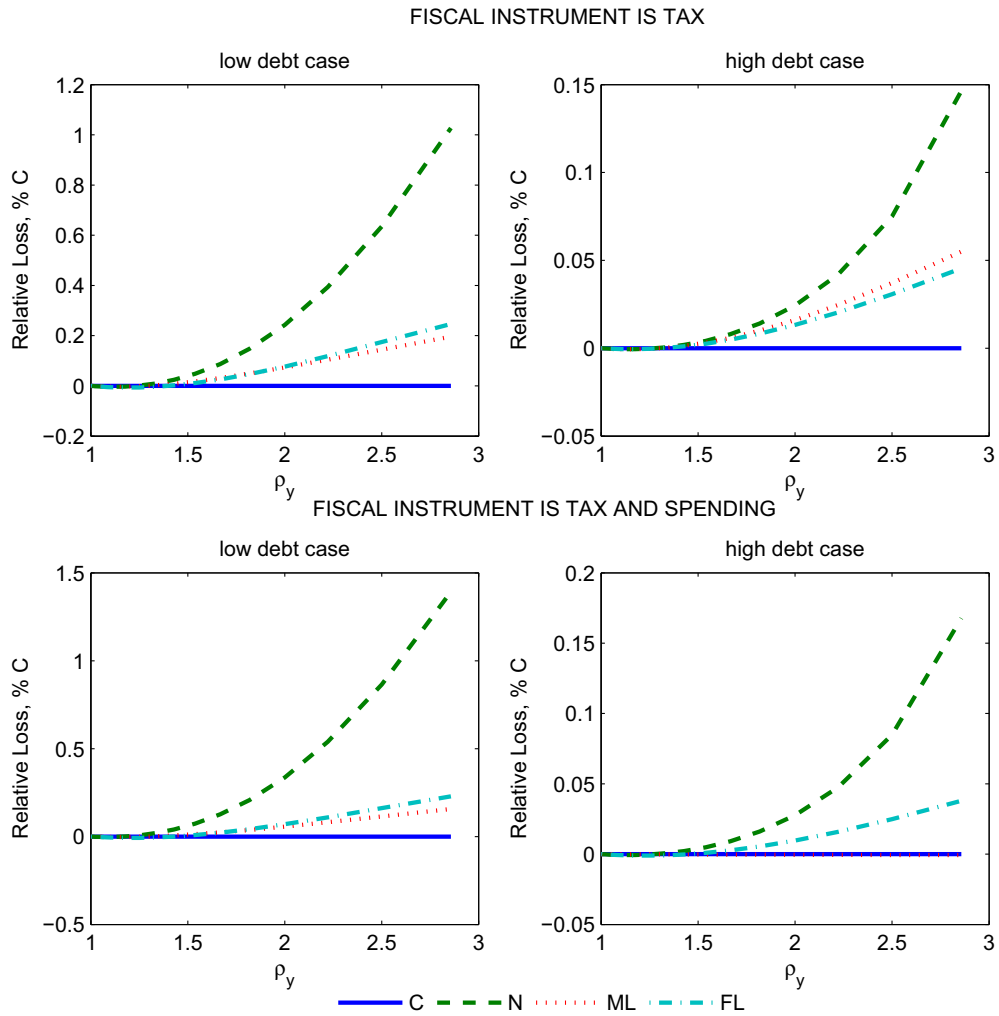 FISCAL INSTRUMENT IS TAX
low debt case
high debt case
Relative Loss, % C
1.2
1
0.8
0.6
0.4
0.2
0
−0.2
1
1.5
2
2.5
3
ρy
Relative Loss, % C
0.15
0.1
0.05
0
−0.05
1
1.5
2
2.5
3
ρy
FISCAL INSTRUMENT IS TAX AND SPENDING
low debt case
high debt case
Relative Loss, % C
1.5
1
0.5
0
−0.5
1
1.5
2
2.5
3
ρy
Relative Loss, % C
0.2
0.15
0.1
0.05
0
−0.05
1
1.5
2
2.5
3
ρy
C N ML FL